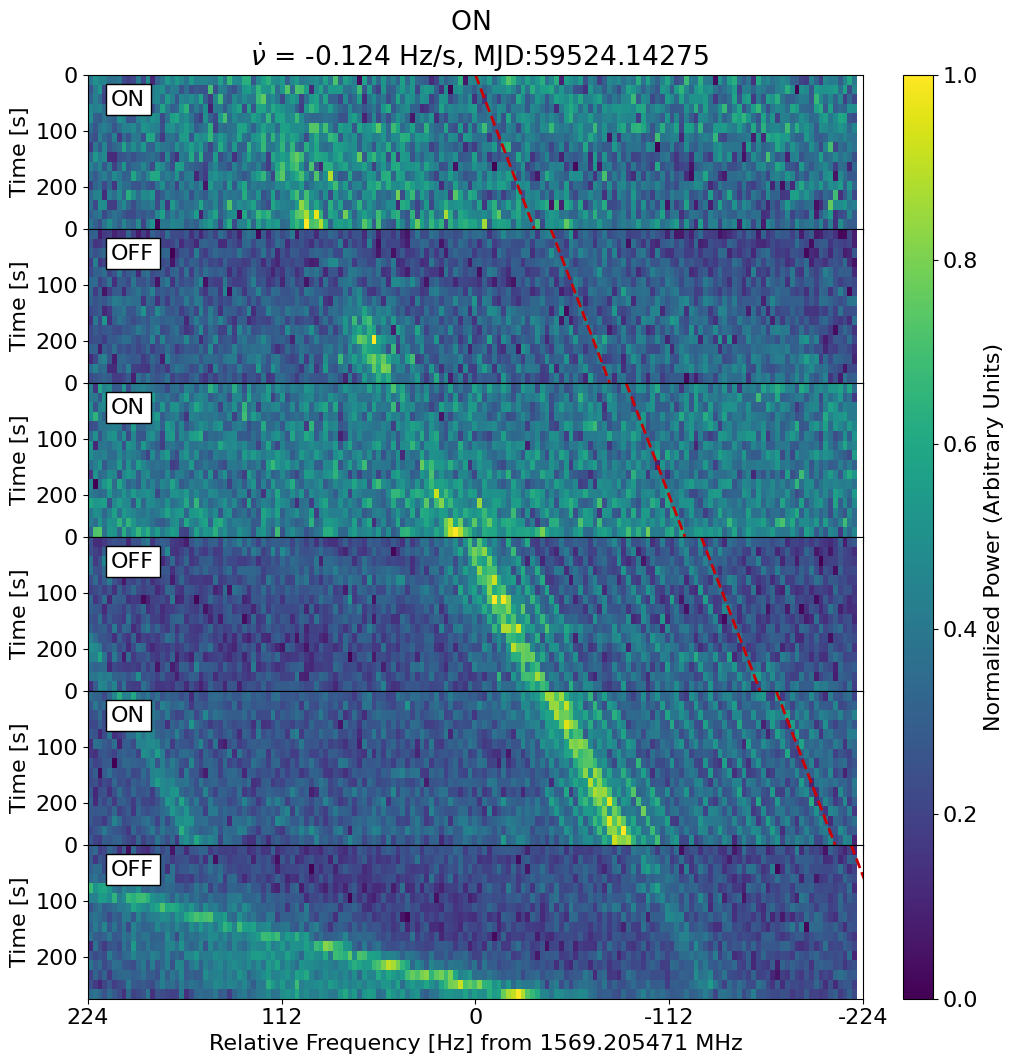 ON
ν̇ = -0.124 Hz/s, MJD:59524.14275
ON
OFF
ON
OFF
ON
OFF
Time [s]
0
100
200
Time [s]
0
100
200
Time [s]
0
100
200
Time [s]
0
100
200
Time [s]
0
100
200
Time [s]
0
100
200
224 112 0 -112 -224
Relative Frequency [Hz] from 1569.205471 MHz
1.0
0.8
0.6
0.4
0.2
0.0
Normalized Power (Arbitrary Units)